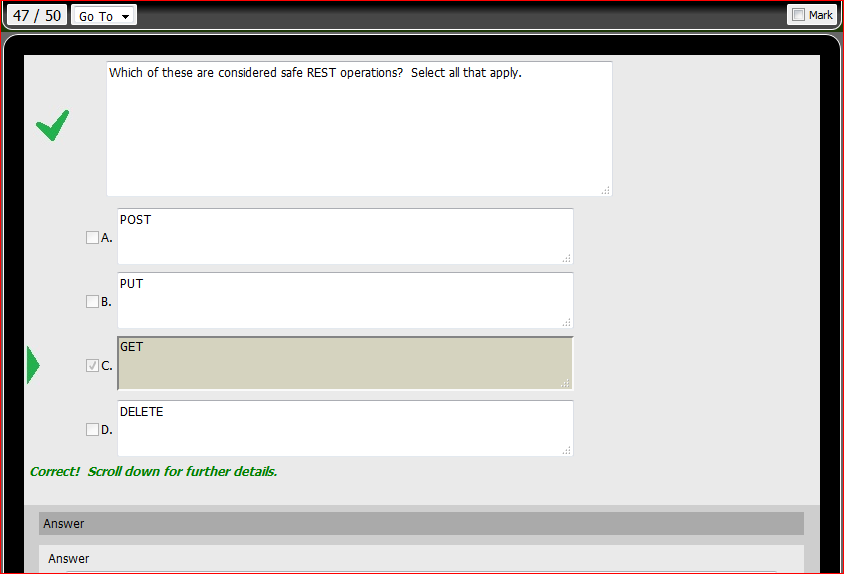 47 / 50 Go To Mark
Which of these are considered safe REST operations?  Select all that apply.
A. POST
B. PUT
C. GET
D. DELETE
Correct!  Scroll down for further details.
Answer
Answer